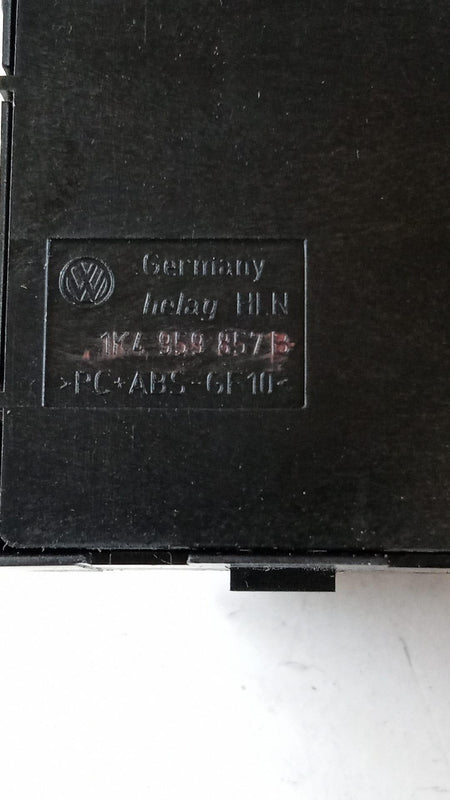 Germany
helag HLN
1K4 959 857 B
>PC+ABS-GF10<